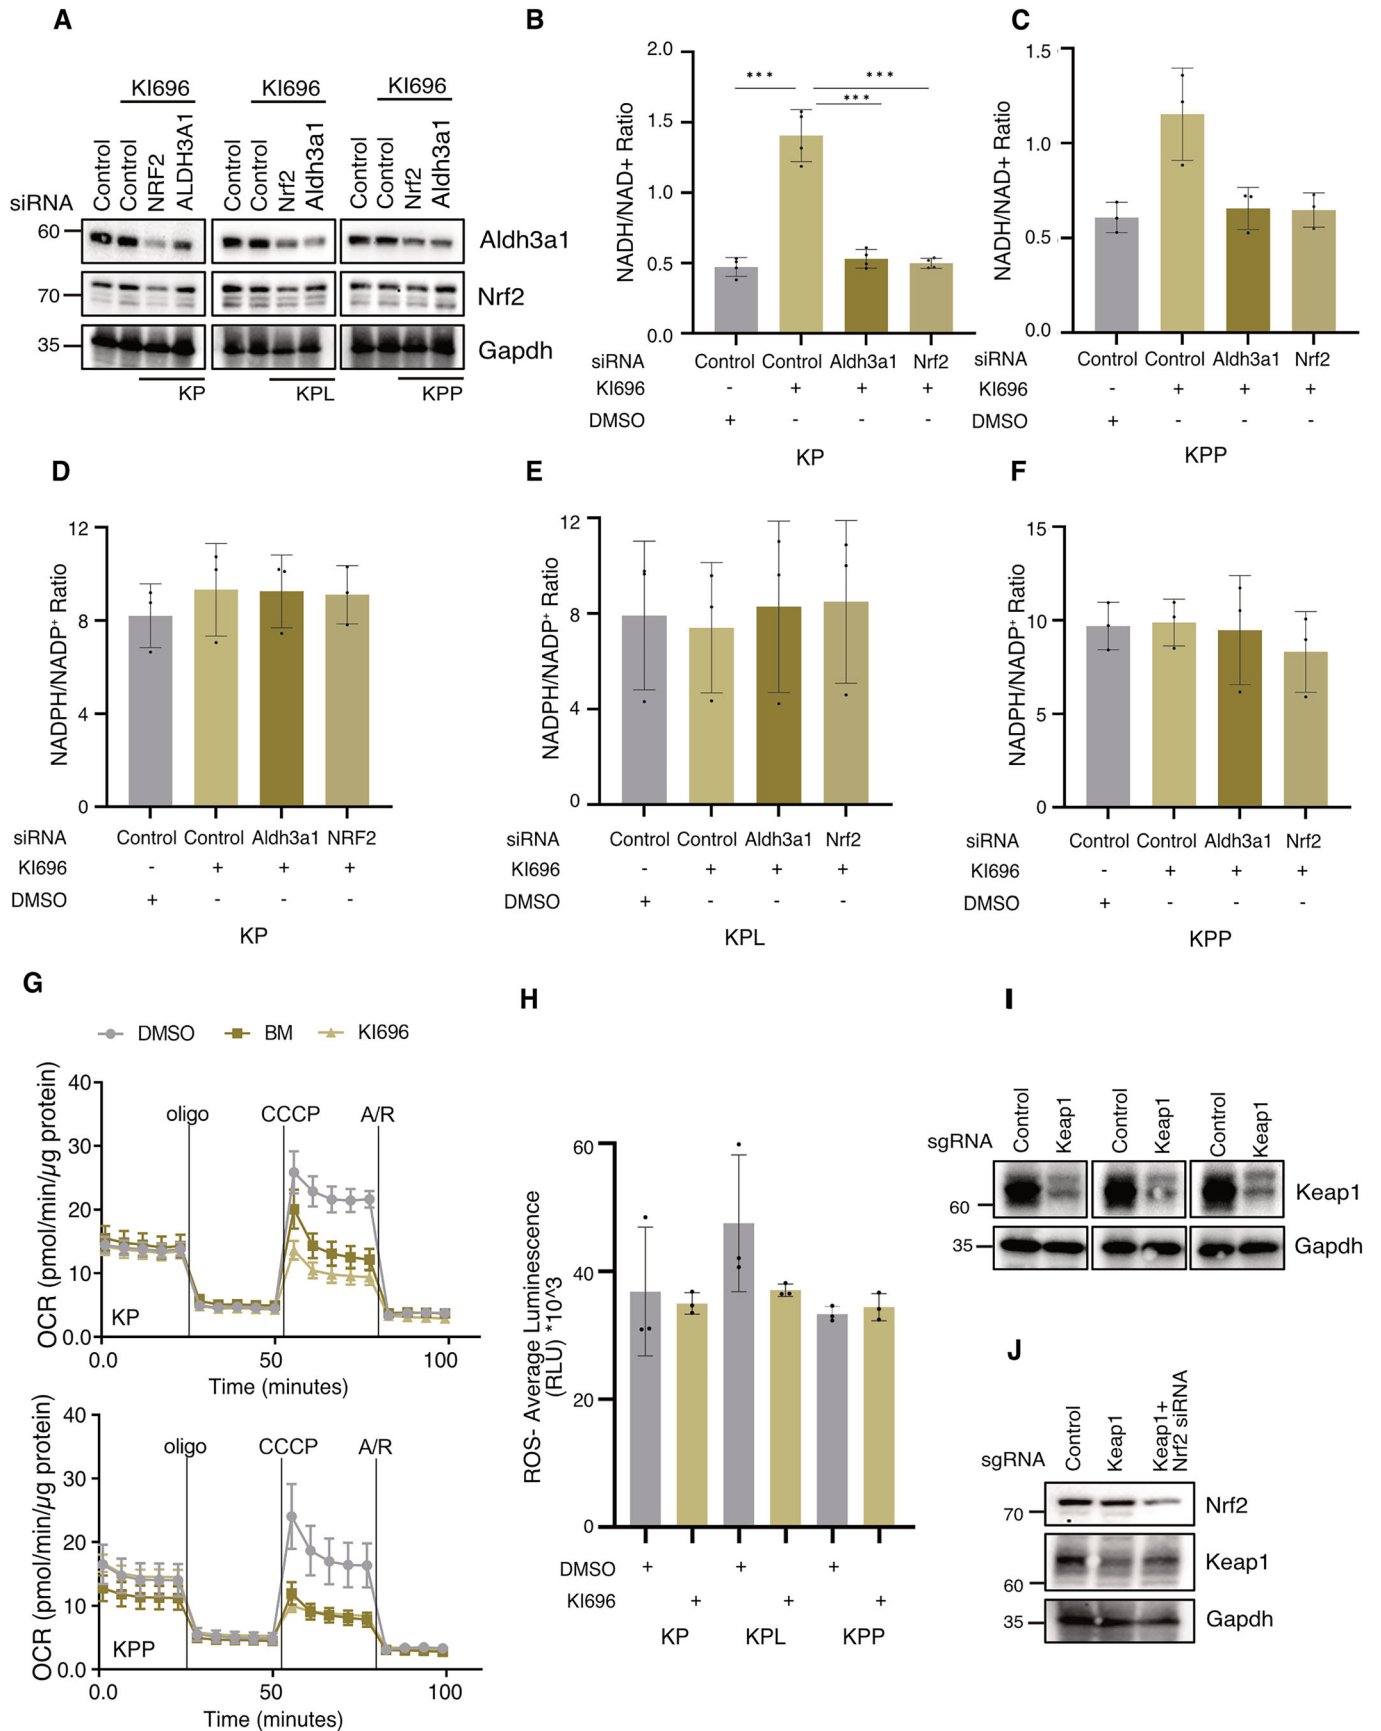 A
KI696
KI696
KI696
siRNA
Control
Control
NRF2
ALDH3A1
Control
Control
Nrf2
Aldh3a1
Control
Control
Nrf2
Aldh3a1
60
Aldh3a1
70
Nrf2
35
Gapdh
KP
KPL
KPP
B
NADH/NAD+ Ratio
2.0
1.5
1.0
0.5
0.0
***
***
***
siRNA Control Control Aldh3a1 Nrf2
KI696 - + + +
DMSO + - - -
KP
C
NADH/NAD+ Ratio
1.5
1.0
0.5
0.0
siRNA Control Control Aldh3a1 Nrf2
KI696 - + + +
DMSO + - - -
KPP
D
NADPH/NADP+ Ratio
12
8
4
0
siRNA Control Control Aldh3a1 NRF2
KI696 - + + +
DMSO + - - -
KP
E
NADPH/NADP+ Ratio
12
8
4
0
siRNA Control Control Aldh3a1 Nrf2
KI696 - + + +
DMSO + - - -
KPL
F
NADPH/NADP+ Ratio
15
10
5
0
siRNA Control Control Aldh3a1 Nrf2
KI696 - + + +
DMSO + - - -
KPP
G
DMSO BM KI696
OCR (pmol/min/µg protein)
40
30
20
10
0.0
oligo CCCP A/R
KP
0.0 50 100
Time (minutes)
OCR (pmol/min/µg protein)
40
30
20
10
0.0
oligo CCCP A/R
KPP
0.0 50 100
Time (minutes)
H
ROS- Average Luminescence
(RLU) *10^3
60
40
20
0
DMSO + + +
KI696 + + +
KP KPL KPP
I
sgRNA
Control
Keap1
Control
Keap1
Control
Keap1
60
Keap1
35
Gapdh
J
sgRNA
Control
Keap1
Keap1+
Nrf2 siRNA
70
Nrf2
Keap1
60
35
Gapdh